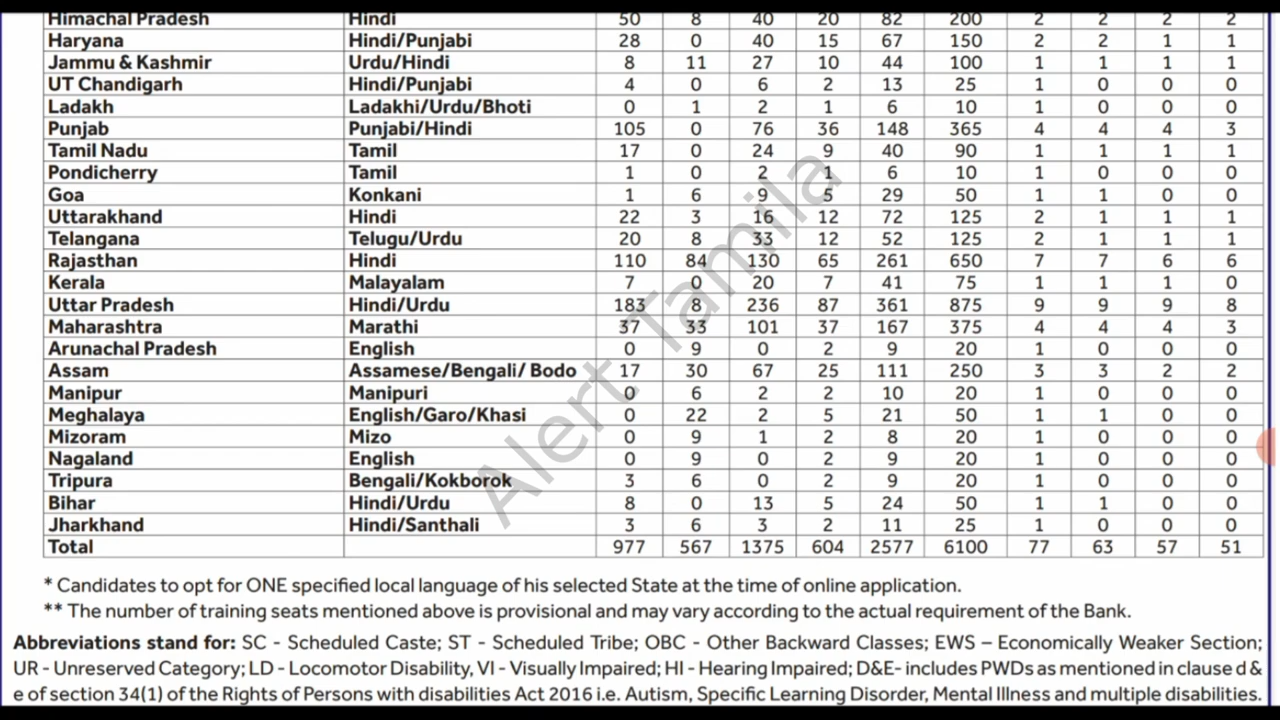 Himachal Pradesh Hindi 50 8 40 20 82 200 2 2 2 2
Haryana Hindi/Punjabi 28 0 40 15 67 150 2 2 1 1
Jammu & Kashmir Urdu/Hindi 8 11 27 10 44 100 1 1 1 1
UT Chandigarh Hindi/Punjabi 4 0 6 2 13 25 1 0 0 0
Ladakh Ladakhi/Urdu/Bhoti 0 1 2 1 6 10 1 0 0 0
Punjab Punjabi/Hindi 105 0 76 36 148 365 4 4 4 3
Tamil Nadu Tamil 17 0 24 9 40 90 1 1 1 1
Pondicherry Tamil 1 0 2 1 6 10 1 0 0 0
Goa Konkani 1 6 9 5 29 50 1 1 0 0
Uttarakhand Hindi 22 3 16 12 72 125 2 1 1 1
Telangana Telugu/Urdu 20 8 33 12 52 125 2 1 1 1
Rajasthan Hindi 110 84 130 65 261 650 7 7 6 6
Kerala Malayalam 7 0 20 7 41 75 1 1 1 0
Uttar Pradesh Hindi/Urdu 183 8 236 87 361 875 9 9 9 8
Maharashtra Marathi 37 33 101 37 167 375 4 4 4 3
Arunachal Pradesh English 0 9 0 2 9 20 1 0 0 0
Assam Assamese/Bengali/ Bodo 17 30 67 25 111 250 3 3 2 2
Manipur Manipuri 0 6 2 2 10 20 1 0 0 0
Meghalaya English/Garo/Khasi 0 22 2 5 21 50 1 1 0 0
Mizoram Mizo 0 9 1 2 8 20 1 0 0 0
Nagaland English 0 9 0 2 9 20 1 0 0 0
Tripura Bengali/Kokborok 3 6 0 2 9 20 1 0 0 0
Bihar Hindi/Urdu 8 0 13 5 24 50 1 1 0 0
Jharkhand Hindi/Santhali 3 6 3 2 11 25 1 0 0 0
Total 977 567 1375 604 2577 6100 77 63 57 51
Alert Tamila
* Candidates to opt for ONE specified local language of his selected State at the time of online application.
** The number of training seats mentioned above is provisional and may vary according to the actual requirement of the Bank.
Abbreviations stand for: SC - Scheduled Caste; ST - Scheduled Tribe; OBC - Other Backward Classes; EWS – Economically Weaker Section;
UR - Unreserved Category; LD - Locomotor Disability, VI - Visually Impaired; HI - Hearing Impaired; D&E- includes PWDs as mentioned in clause d &
e of section 34(1) of the Rights of Persons with disabilities Act 2016 i.e. Autism, Specific Learning Disorder, Mental Illness and multiple disabilities.